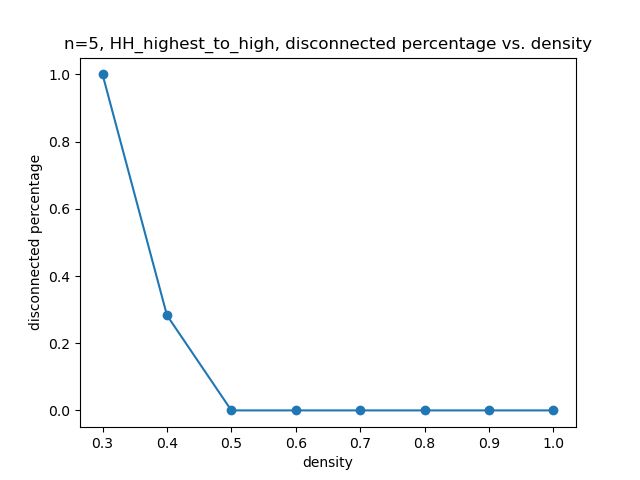 n=5, HH_highest_to_high, disconnected percentage vs. density
disconnected percentage
1.0
0.8
0.6
0.4
0.2
0.0
0.3 0.4 0.5 0.6 0.7 0.8 0.9 1.0
density